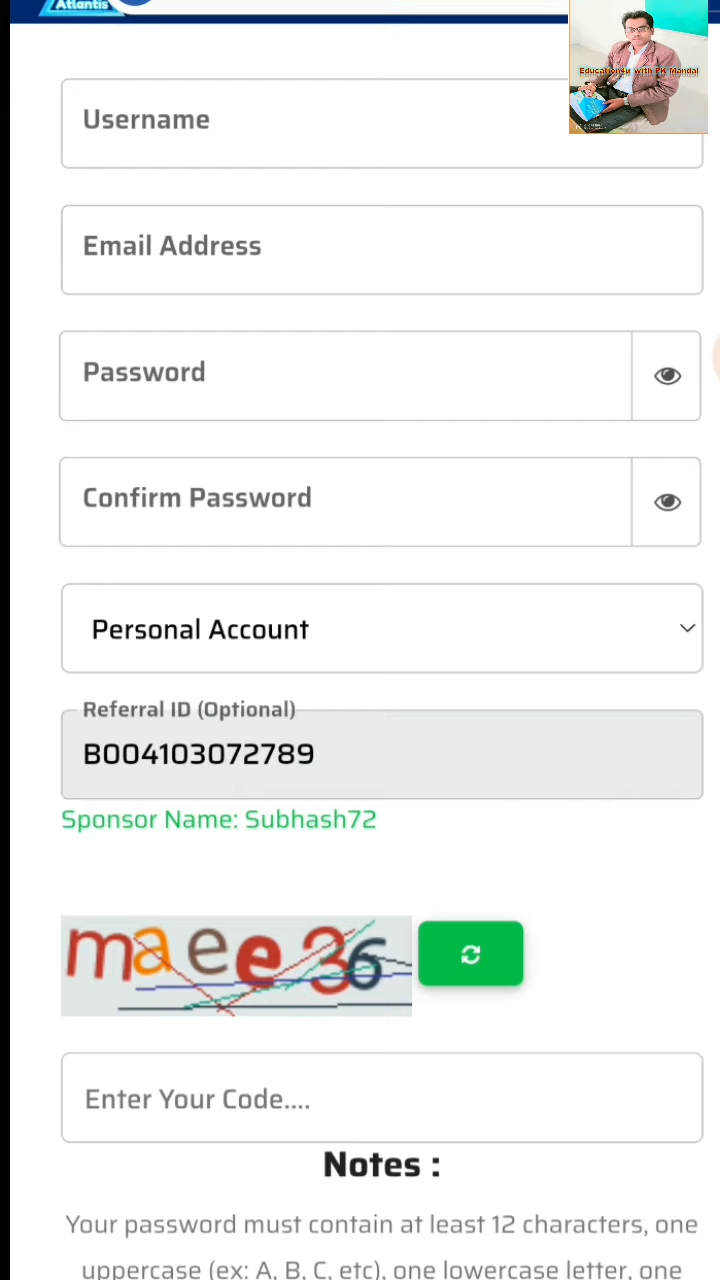 Atlantis
Education4u with PK Mandal
Username
Email Address
Password
Confirm Password
Personal Account
Referral ID (Optional)
B004103072789
Sponsor Name: Subhash72
maee36
Enter Your Code....
Notes :
Your password must contain at least 12 characters, one
uppercase (ex: A, B, C, etc), one lowercase letter, one